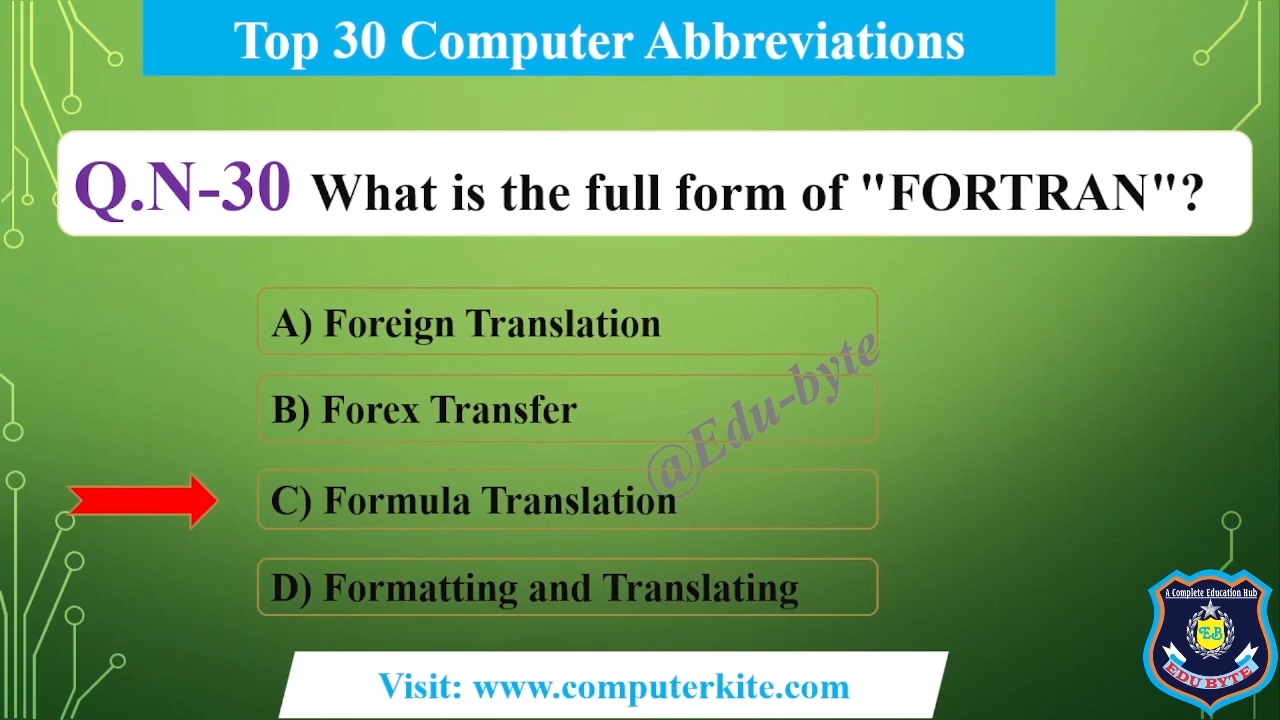 Top 30 Computer Abbreviations
Q.N-30 What is the full form of "FORTRAN"?
A) Foreign Translation
B) Forex Transfer
@Edu-byte
C) Formula Translation
D) Formatting and Translating
A Complete Education Hub
EB
EDU BYTE
Visit: www.computerkite.com